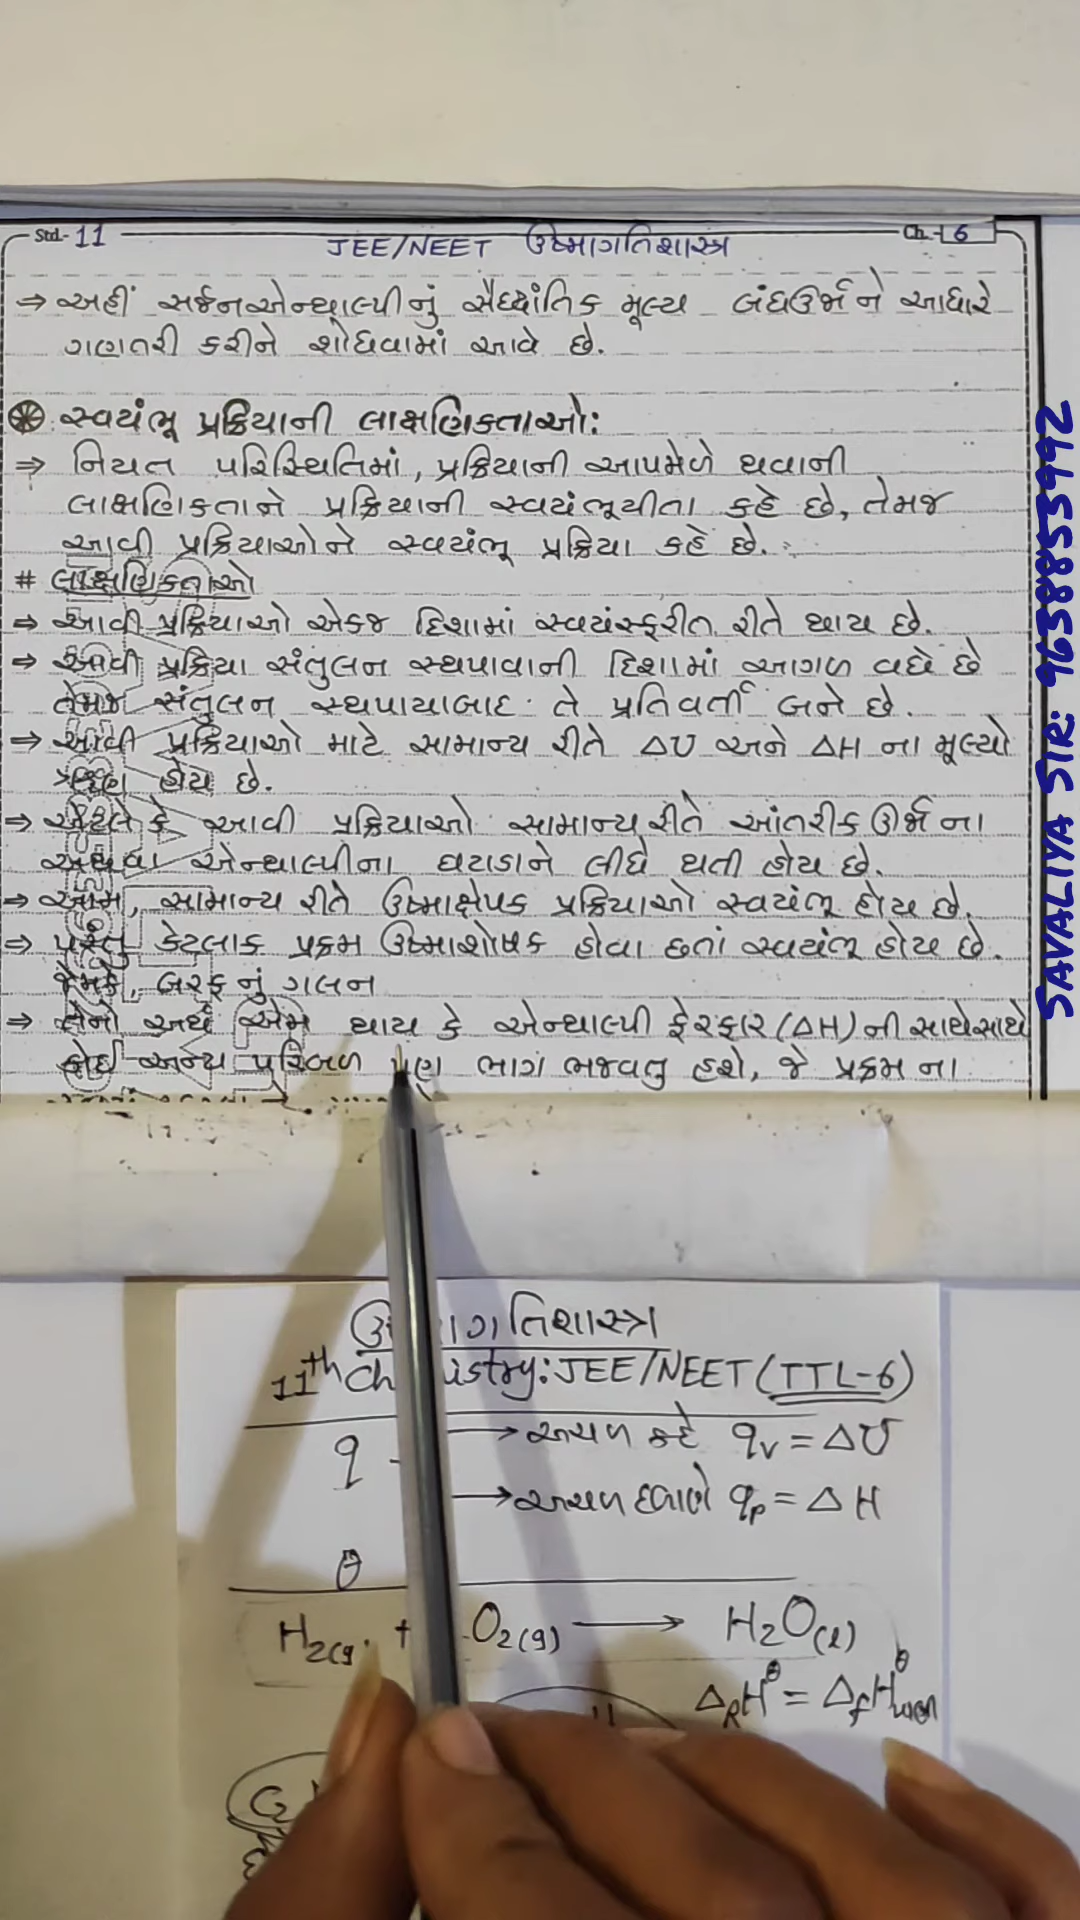 Std.- 11
Ch.- 6
JEE/NEET ઉષ્માગતિશાસ્ત્ર
⇒ અહીં સર્જનએન્થાલ્પીનું સૈદ્ધાંતિક મૂલ્ય બંધઉર્જાને આધારે
ગણતરી કરીને શોધવામાં આવે છે.
સ્વયંભૂ પ્રક્રિયાની લાક્ષણિકતાઓ:
⇒ નિયત પરિસ્થિતિમાં, પ્રક્રિયાની આપમેળે થવાની
લાક્ષણિકતાને પ્રક્રિયાની સ્વયંભૂયીતા કહે છે, તેમજ
આવી પ્રક્રિયાઓને સ્વયંભૂ પ્રક્રિયા કહે છે.
# લાક્ષણિકતાઓ
⇒ આવી પ્રક્રિયાઓ એકજ દિશામાં સ્વયંસ્ફુરીત રીતે થાય છે.
⇒ આવી પ્રક્રિયા સંતુલન સ્થપાવાની દિશામાં આગળ વધે છે
તેમજ સંતુલન સ્થપાયાબાદ તે પ્રતિવર્તી બને છે.
⇒ આવી પ્રક્રિયાઓ માટે સામાન્ય રીતે ΔU અને ΔH ના મૂલ્યો
ઋણ હોય છે.
⇒ એટલે કે આવી પ્રક્રિયાઓ સામાન્ય રીતે આંતરીક ઊર્જાના
અથવા એન્થાલ્પીના ઘટાડાને લીધે થતી હોય છે.
⇒ આમ, સામાન્ય રીતે ઉષ્માક્ષેપક પ્રક્રિયાઓ સ્વયંભૂ હોય છે.
⇒ પરંતુ કેટલાક પ્રક્રમ ઉષ્માશોષક હોવા છતાં સ્વયંભૂ હોય છે.
જેમકે, બરફનું ગલન
⇒ તેનો અર્થ એમ થાય કે એન્થાલ્પી ફેરફાર (ΔH) ની સાથેસાથે
કોઈ અન્ય પરિબળ પણ ભાગ ભજવતુ હશે, જે પ્રક્રમ ના
SAVALIYA SIR: 9638853992
11th Chemistry: JEE/NEET (TTL-6)
q → અચળ કદે qv = ΔU
→ અચળ દબાણે qp = ΔH
θ
H2(g) + O2(g) → H2O(l)